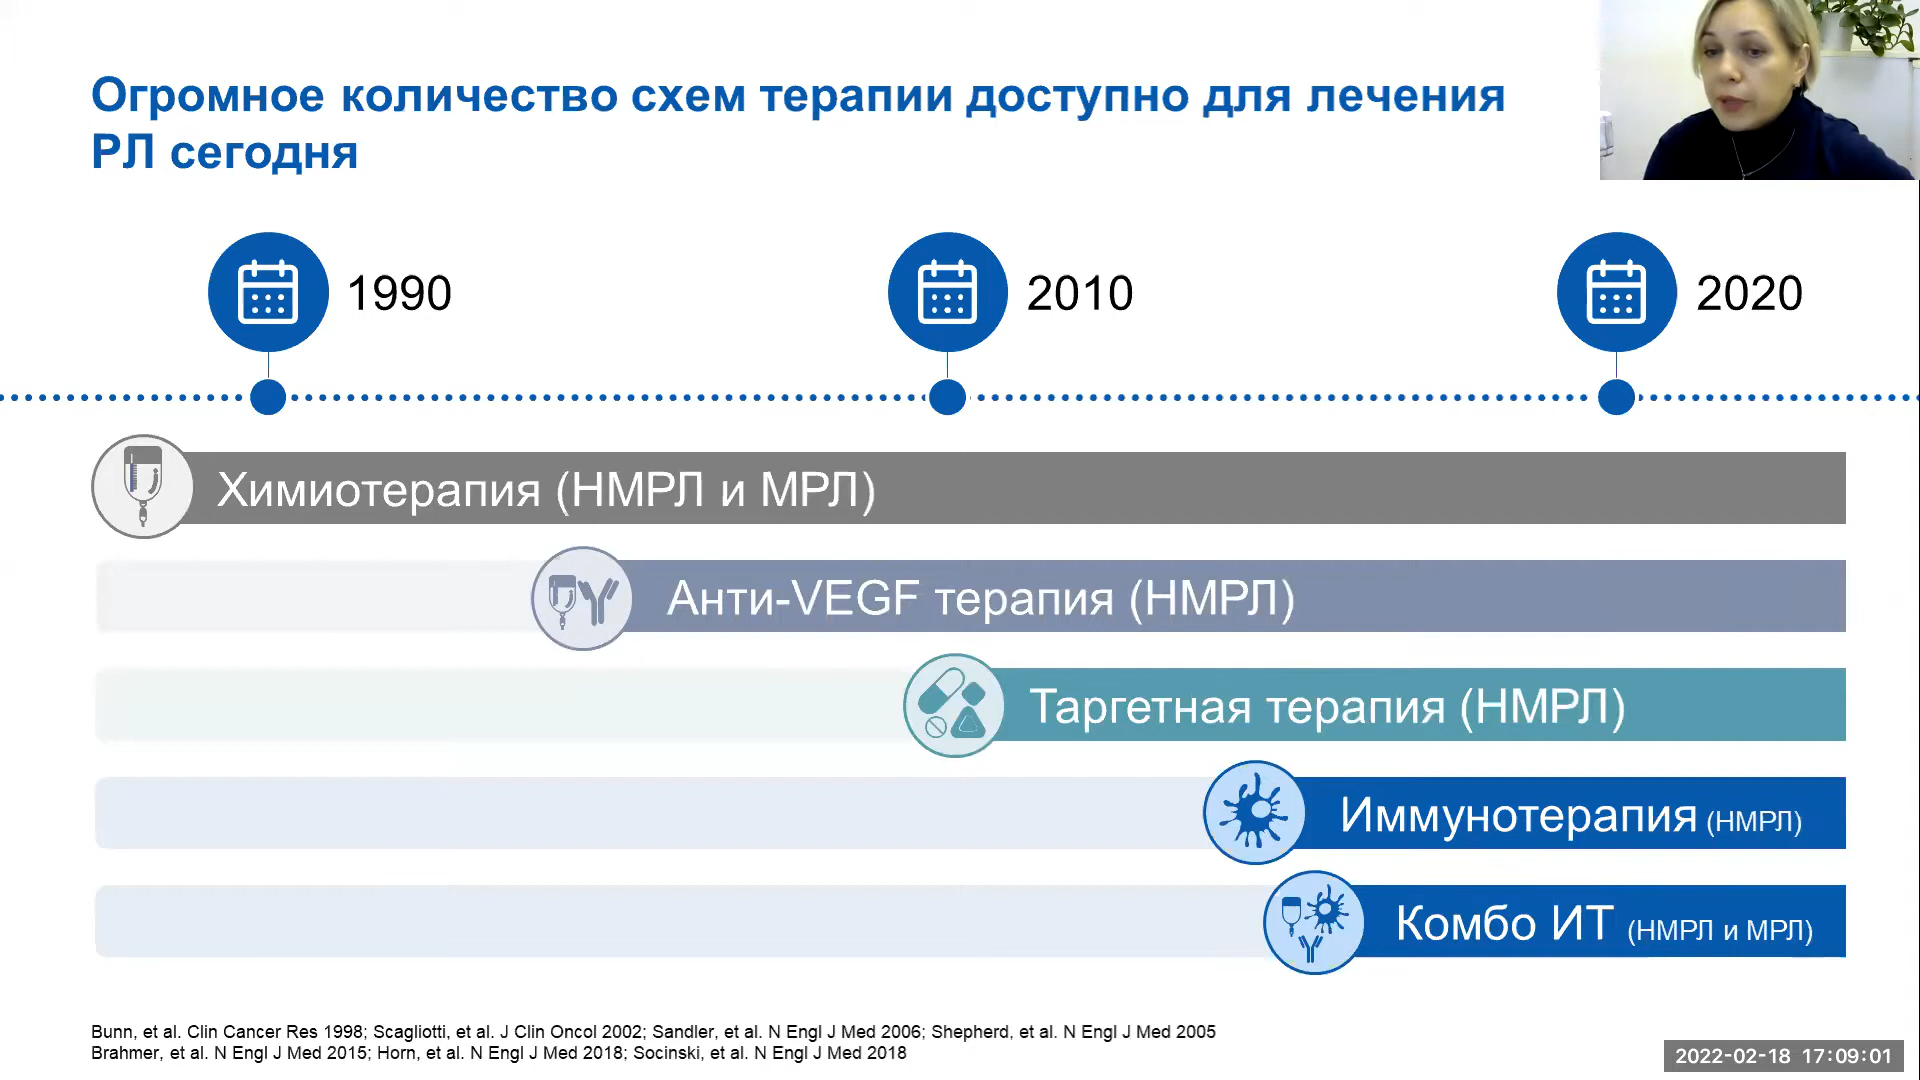 Огромное количество схем терапии доступно для лечения
РЛ сегодня
1990
2010
2020
Химиотерапия (НМРЛ и МРЛ)
Анти-VEGF терапия (НМРЛ)
Таргетная терапия (НМРЛ)
Иммунотерапия (НМРЛ)
Комбо ИТ (НМРЛ и МРЛ)
Bunn, et al. Clin Cancer Res 1998; Scagliotti, et al. J Clin Oncol 2002; Sandler, et al. N Engl J Med 2006; Shepherd, et al. N Engl J Med 2005
Brahmer, et al. N Engl J Med 2015; Horn, et al. N Engl J Med 2018; Socinski, et al. N Engl J Med 2018
2022-02-18 17:09:01